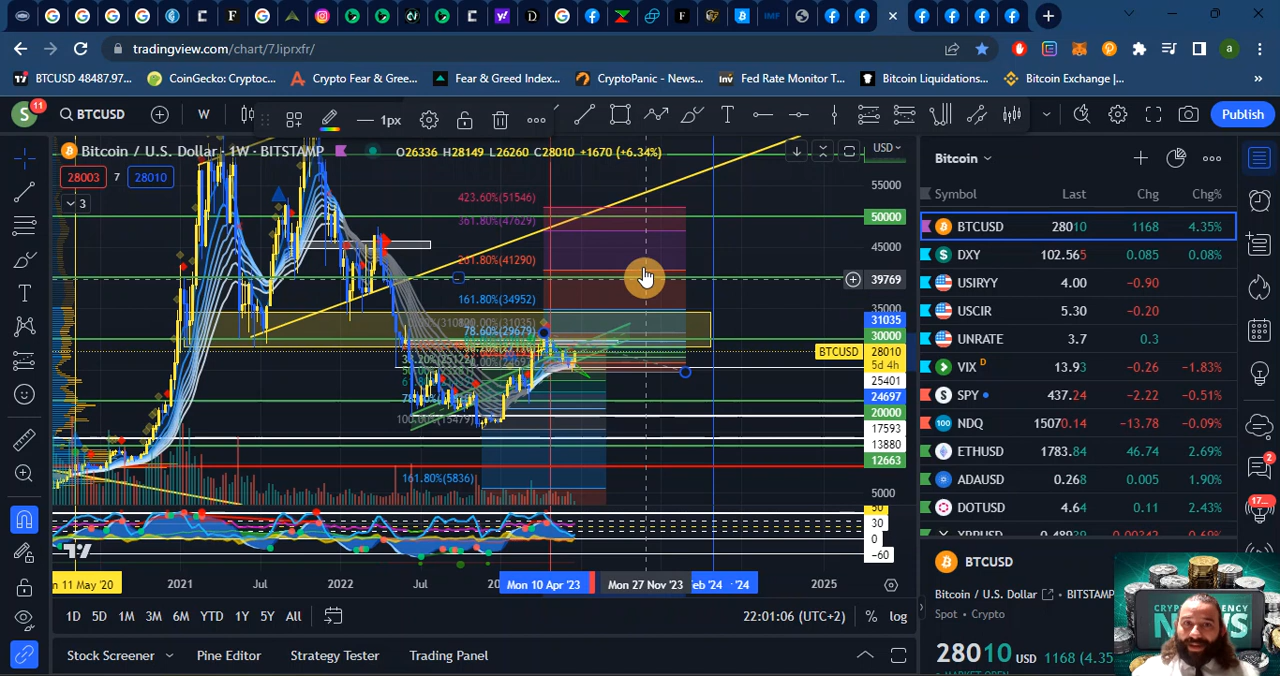 tradingview.com/chart/7Jiprxfr/
a
BTCUSD 48487.97...
CoinGecko: Cryptoc...
Crypto Fear & Gree...
Fear & Greed Index...
CryptoPanic - News...
Fed Rate Monitor T...
Bitcoin Liquidations...
Bitcoin Exchange |...
S 11
BTCUSD
W
1px
Publish
Bitcoin / U.S. Dollar · 1W · BITSTAMP
O26336 H28149 L26260 C28010 +1670 (+6.34%)
USD
28003 7 28010
3
423.60%(51546)
361.80%(47629)
261.80%(41290)
161.80%(34952)
78.60%(29679)
100.00%(15479)
161.80%(5836)
55000
50000
45000
39769
35000
31035
30000
BTCUSD 28010
5d 4h
25401
24697
20000
17593
13880
12663
5000
30
0
−60
11 May '20
2021
Jul
2022
Jul
Mon 10 Apr '23
Mon 27 Nov '23
'24
2025
1D 5D 1M 3M 6M YTD 1Y 5Y All
22:01:06 (UTC+2)
% log
Stock Screener
Pine Editor
Strategy Tester
Trading Panel
Bitcoin
Symbol Last Chg Chg%
BTCUSD 28010 1168 4.35%
DXY 102.565 0.085 0.08%
USIRYY 4.00 −0.90
USCIR 5.30 −0.20
UNRATE 3.7 0.3
VIX D 13.93 −0.26 −1.83%
SPY 437.24 −2.22 −0.51%
NDQ 15070.14 −13.78 −0.09%
ETHUSD 1783.84 46.74 2.69%
ADAUSD 0.268 0.005 1.90%
DOTUSD 4.64 0.11 2.43%
BTCUSD
Bitcoin / U.S. Dollar
Spot • Crypto
28010 USD 1168 (4.35
2
NEWS